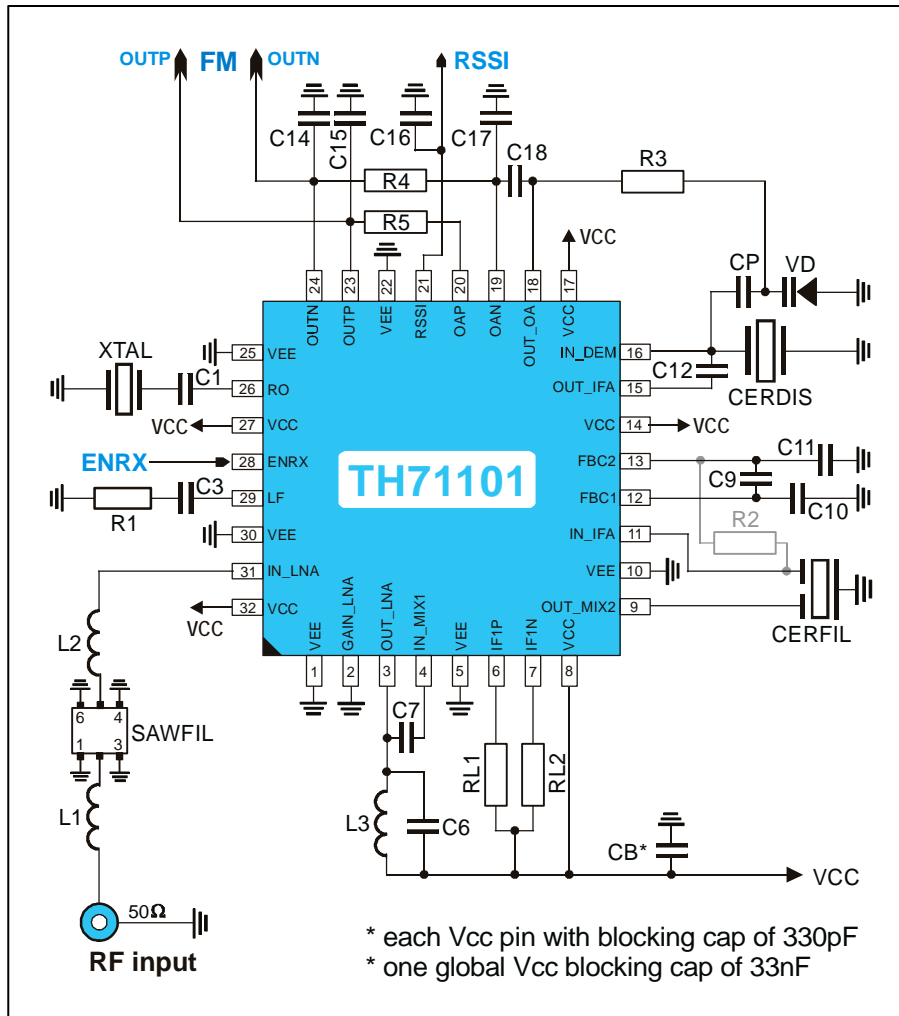 OUTP FM OUTN RSSI
C14 C15 C16 C17 C18 R3
R4
R5
VCC
CP VD
24 23 22 21 20 19 18 17
OUTN OUTP VEE RSSI OAP OAN OUT_OA VCC
XTAL C1
25 VEE
26 RO
VCC 27 VCC
ENRX 28 ENRX
R1 C3 29 LF
30 VEE
31 IN_LNA
VCC 32 VCC
TH71101
IN_DEM 16
C12 CERDIS
OUT_IFA 15
VCC 14 VCC
FBC2 13 C11
C9
FBC1 12 C10
R2
IN_IFA 11
VEE 10
OUT_MIX2 9
CERFIL
VEE GAIN_LNA OUT_LNA IN_MIX1 VEE IF1P IF1N VCC
1 2 3 4 5 6 7 8
L2
6 4
1 3
SAWFIL
L1
C7
RL1 RL2
L3 C6
CB*
VCC
50Ω
RF input
* each Vcc pin with blocking cap of 330pF
* one global Vcc blocking cap of 33nF